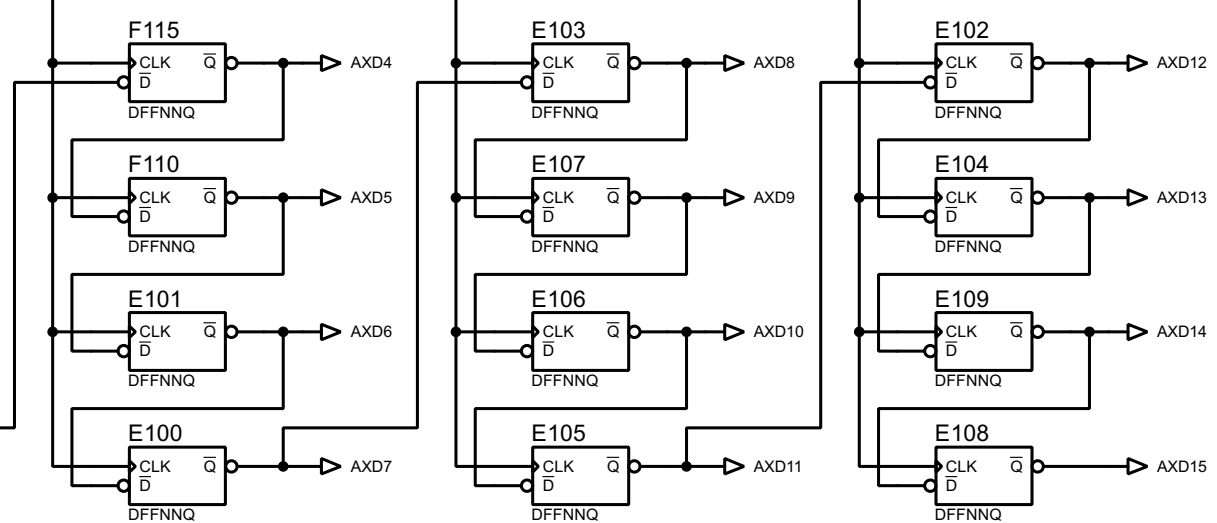 F115
CLK Q̅ AXD4
D̅
DFFNNQ
F110
CLK Q̅ AXD5
D̅
DFFNNQ
E101
CLK Q̅ AXD6
D̅
DFFNNQ
E100
CLK Q̅ AXD7
D̅
DFFNNQ
E103
CLK Q̅ AXD8
D̅
DFFNNQ
E107
CLK Q̅ AXD9
D̅
DFFNNQ
E106
CLK Q̅ AXD10
D̅
DFFNNQ
E105
CLK Q̅ AXD11
D̅
DFFNNQ
E102
CLK Q̅ AXD12
D̅
DFFNNQ
E104
CLK Q̅ AXD13
D̅
DFFNNQ
E109
CLK Q̅ AXD14
D̅
DFFNNQ
E108
CLK Q̅ AXD15
D̅
DFFNNQ